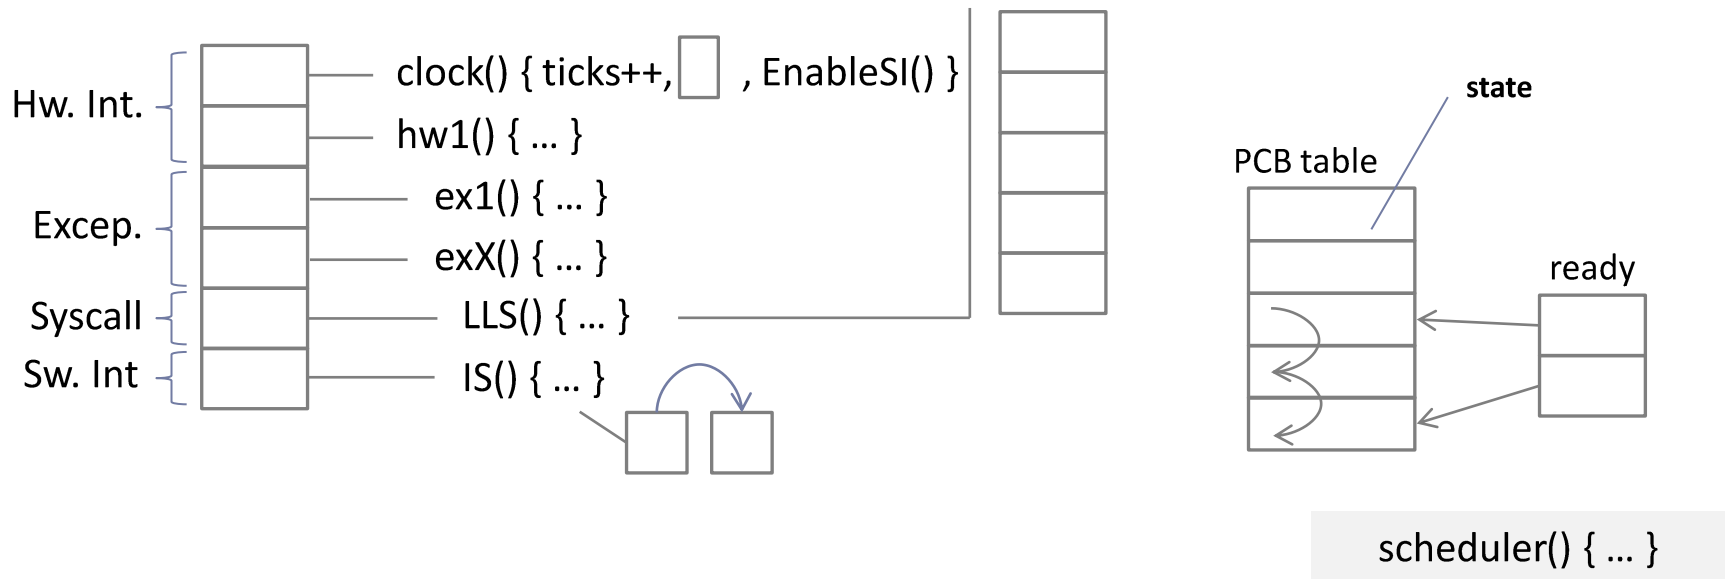 Hw. Int.
clock() { ticks++, , EnableSI() }
hw1() { ... }
Excep.
ex1() { ... }
exX() { ... }
Syscall
LLS() { ... }
Sw. Int
IS() { ... }
state
PCB table
ready
scheduler() { ... }